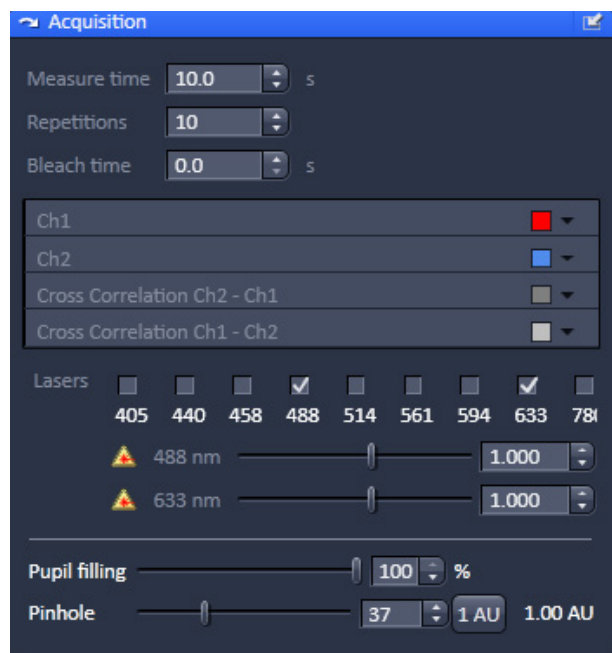 Acquisition
Measure time 10.0 s
Repetitions 10
Bleach time 0.0 s
Ch1
Ch2
Cross Correlation Ch2 - Ch1
Cross Correlation Ch1 - Ch2
Lasers
405 440 458 488 514 561 594 633
488 nm 1.000
633 nm 1.000
Pupil filling 100 %
Pinhole 37 1 AU 1.00 AU